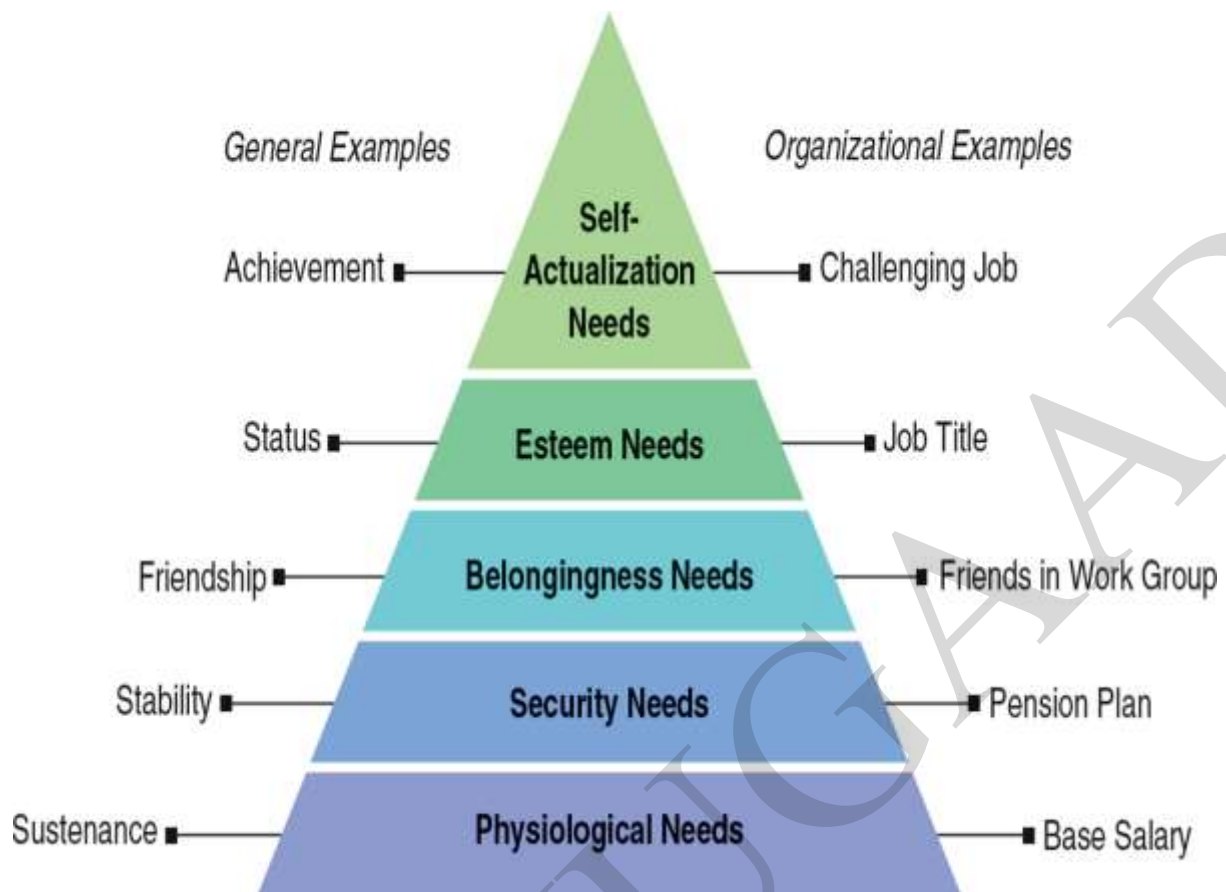 General Examples
Organizational Examples
Self-
Actualization
Needs
Achievement
Challenging Job
Status
Esteem Needs
Job Title
Friendship
Belongingness Needs
Friends in Work Group
Stability
Security Needs
Pension Plan
Sustenance
Physiological Needs
Base Salary